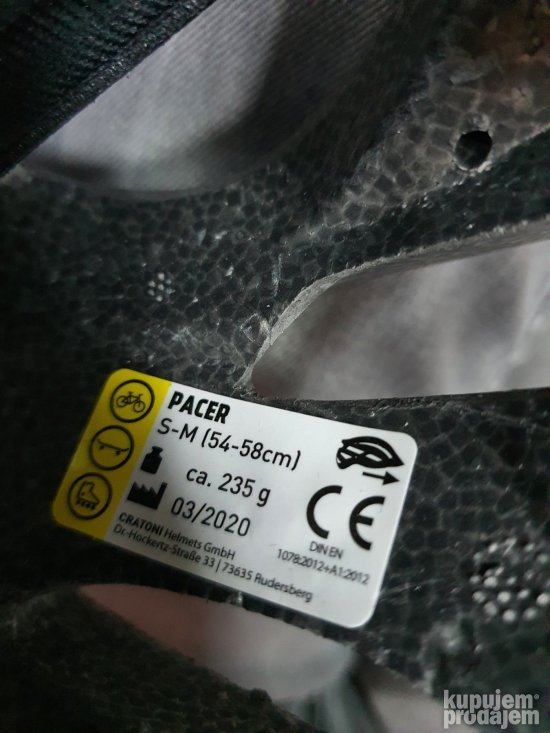 PACER
S-M (54-58cm)
ca. 235 g
03/2020
CRATONI Helmets GmbH
Dr.-Hockertz-Straße 33 | 73635 Rudersberg
CE
DIN EN
1078:2012+A1:2012
kupujem
prodajem